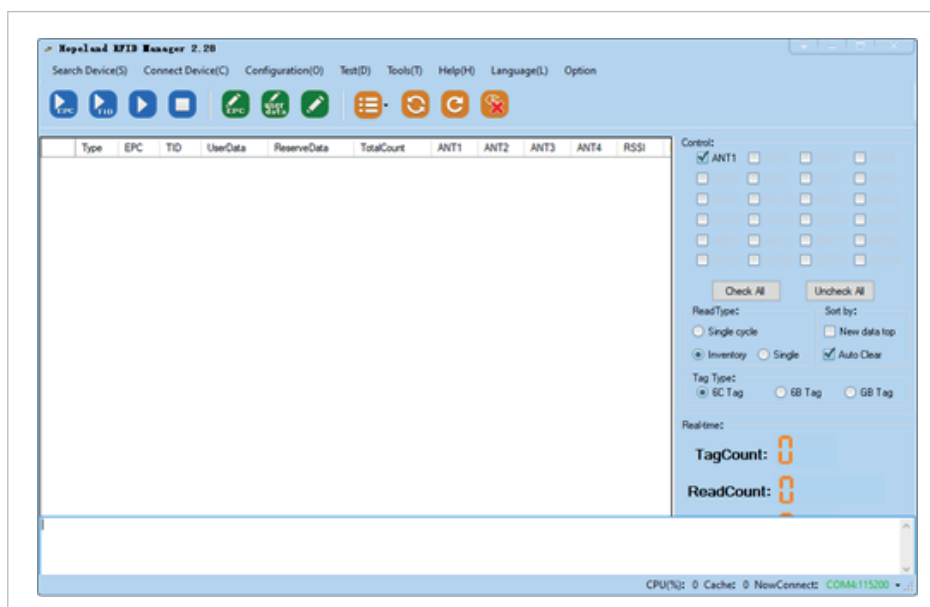 Hopeland RFID Manager 2.20
Search Device(S) Connect Device(C) Configuration(O) Test(D) Tools(T) Help(H) Language(L) Option
EPC TID EPC user data
Type EPC TID UserData ReserveData TotalCount ANT1 ANT2 ANT3 ANT4 RSSI
Control:
ANT1
Check All Uncheck All
ReadType: Sort by:
Single cycle New data top
Inventory Single Auto Clear
Tag Type:
6C Tag 6B Tag GB Tag
Real-time:
TagCount: 0
ReadCount: 0
CPU(%): 0 Cache: 0 NowConnect: COM4:115200